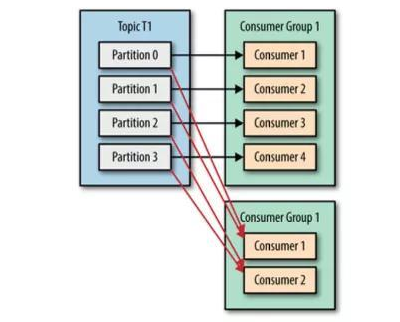 Topic T1
Partition 0
Partition 1
Partition 2
Partition 3
Consumer Group 1
Consumer 1
Consumer 2
Consumer 3
Consumer 4
Consumer Group 1
Consumer 1
Consumer 2